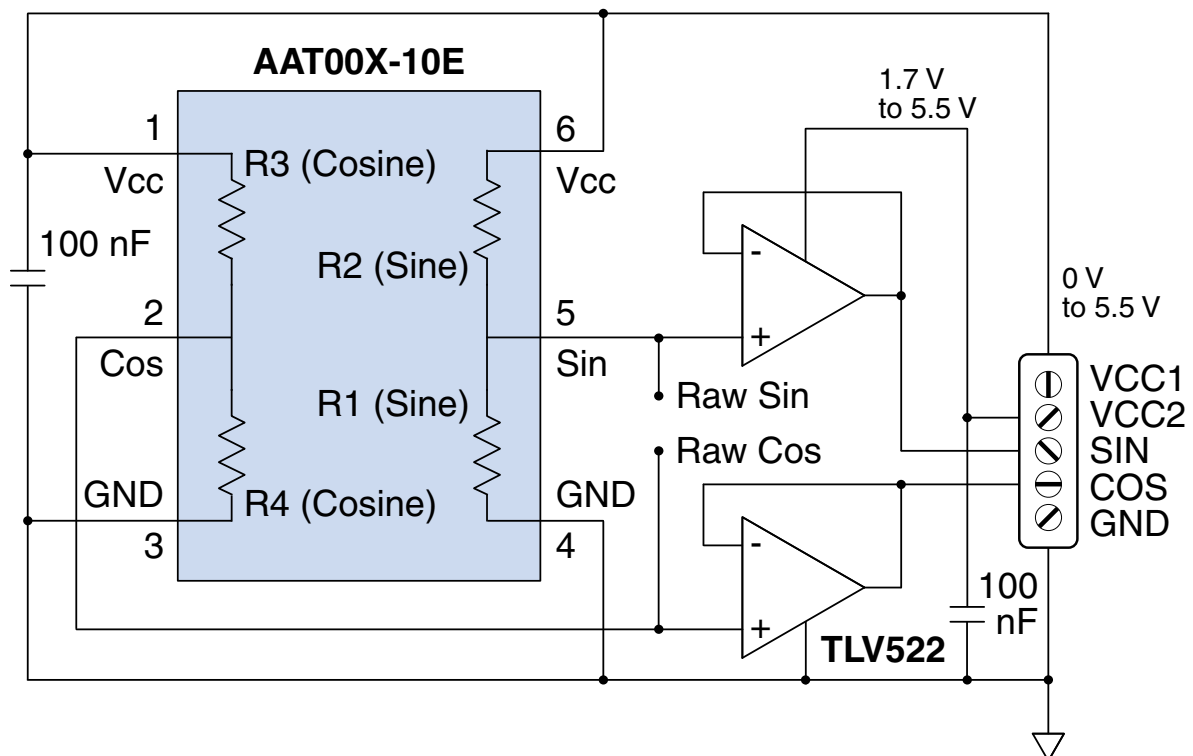 AAT00X-10E
1.7 V
to 5.5 V
1
6
R3 (Cosine)
Vcc
Vcc
100 nF
R2 (Sine)
-
0 V
to 5.5 V
2
5
Cos
Sin
+
VCC1
Raw Sin
R1 (Sine)
VCC2
Raw Cos
SIN
COS
GND
GND
R4 (Cosine)
GND
3
4
-
100
nF
+
TLV522